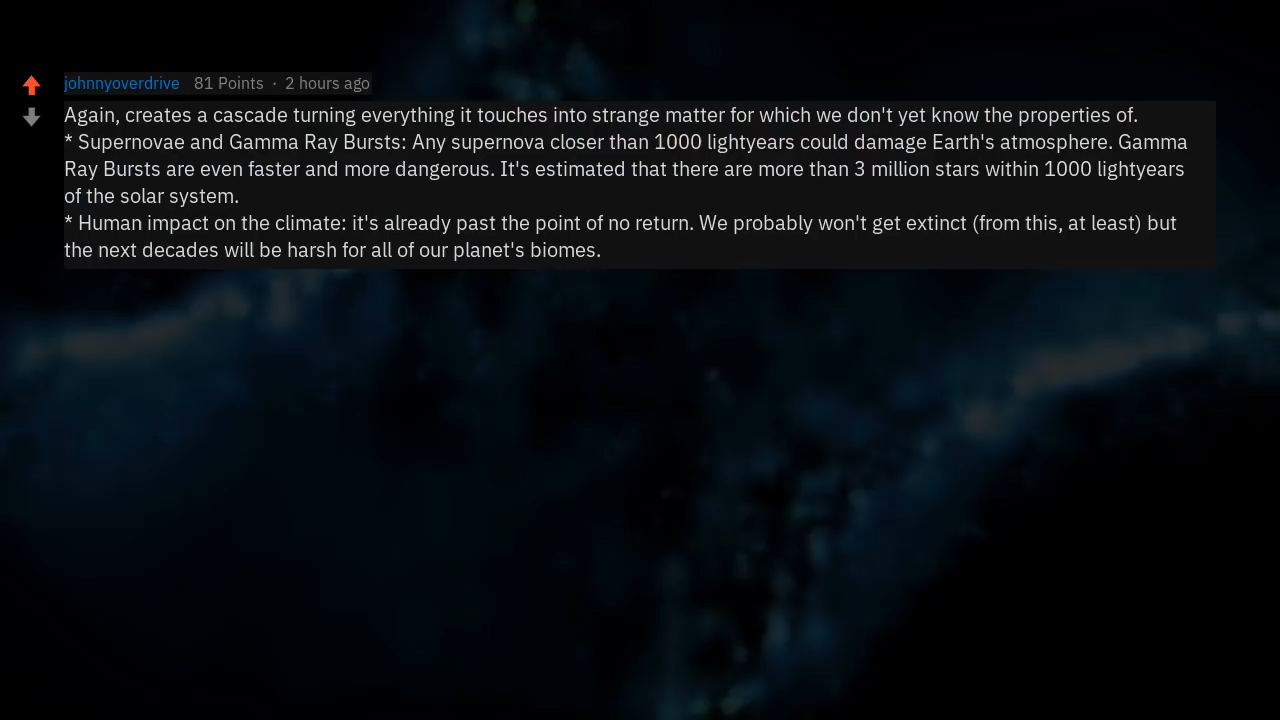 johnnyoverdrive 81 Points · 2 hours ago
Again, creates a cascade turning everything it touches into strange matter for which we don't yet know the properties of.
* Supernovae and Gamma Ray Bursts: Any supernova closer than 1000 lightyears could damage Earth's atmosphere. Gamma
Ray Bursts are even faster and more dangerous. It's estimated that there are more than 3 million stars within 1000 lightyears
of the solar system.
* Human impact on the climate: it's already past the point of no return. We probably won't get extinct (from this, at least) but
the next decades will be harsh for all of our planet's biomes.